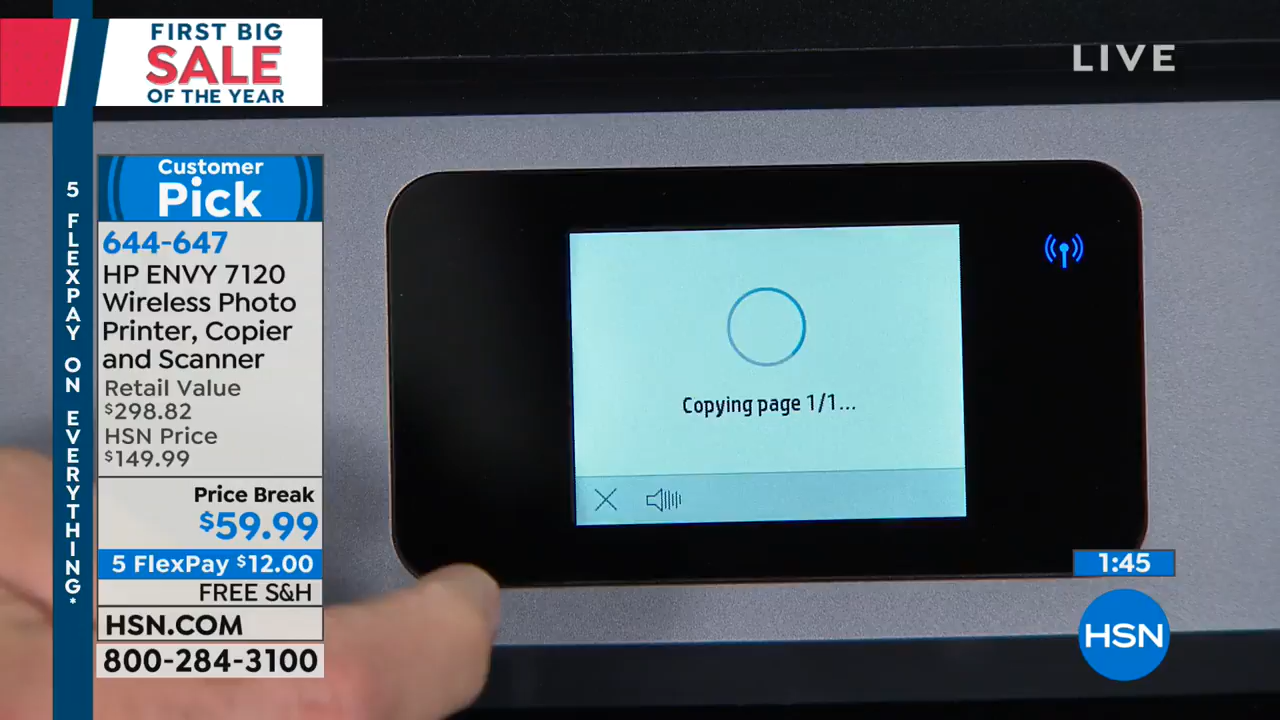 FIRST BIG
SALE
OF THE YEAR
LIVE
5 FLEXPAY ON EVERYTHING*
Customer
Pick
644-647
HP ENVY 7120
Wireless Photo
Printer, Copier
and Scanner
Retail Value
$298.82
HSN Price
$149.99
Price Break
$59.99
5 FlexPay $12.00
FREE S&H
HSN.COM
800-284-3100
Copying page 1/1...
1:45
HSN